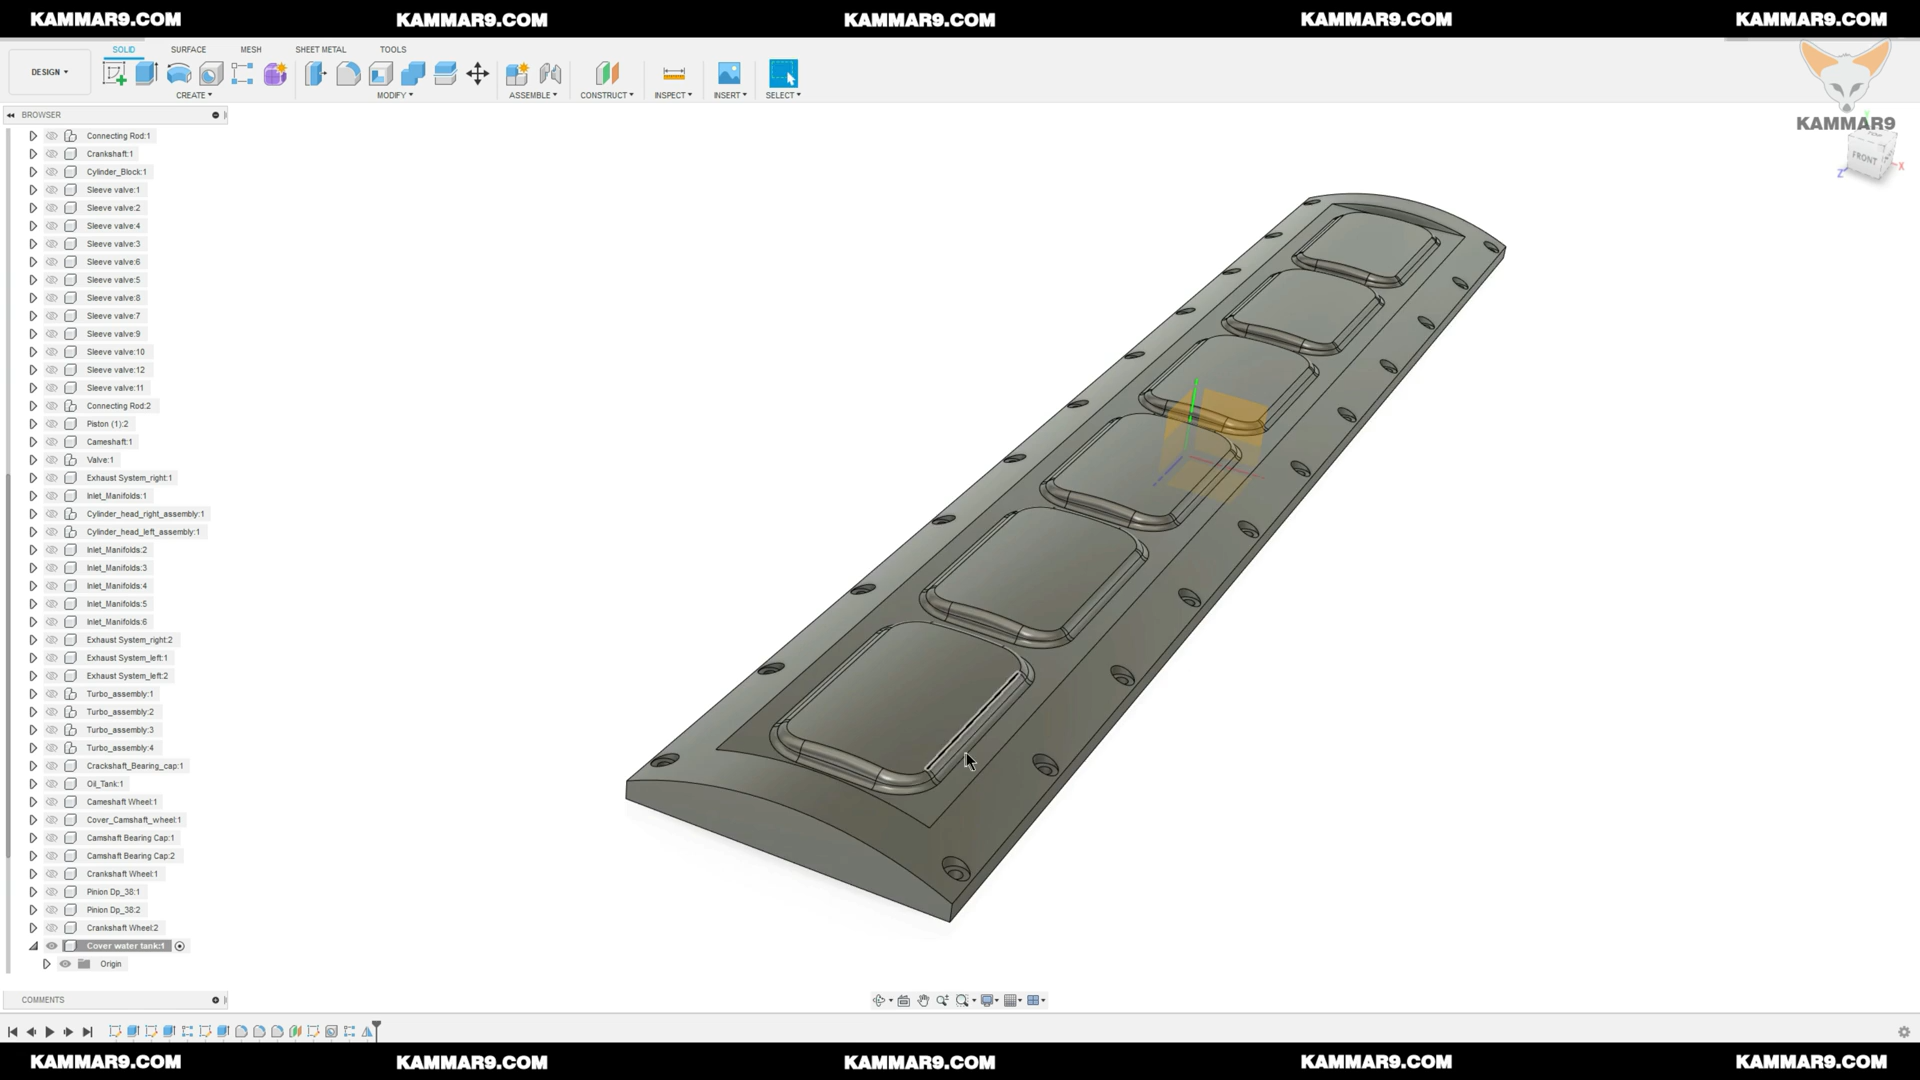 KAMMAR9.COM KAMMAR9.COM KAMMAR9.COM KAMMAR9.COM KAMMAR9.COM
SOLID SURFACE MESH SHEET METAL TOOLS
DESIGN
CREATE MODIFY ASSEMBLE CONSTRUCT INSPECT INSERT SELECT
BROWSER
KAMMAR9
FRONT
X
Z
Connecting Rod:1
Crankshaft:1
Cylinder_Block:1
Sleeve valve:1
Sleeve valve:2
Sleeve valve:4
Sleeve valve:3
Sleeve valve:6
Sleeve valve:5
Sleeve valve:8
Sleeve valve:7
Sleeve valve:9
Sleeve valve:10
Sleeve valve:12
Sleeve valve:11
Connecting Rod:2
Piston (1):2
Cameshaft:1
Valve:1
Exhaust System_right:1
Inlet_Manifolds:1
Cylinder_head_right_assembly:1
Cylinder_head_left_assembly:1
Inlet_Manifolds:2
Inlet_Manifolds:3
Inlet_Manifolds:4
Inlet_Manifolds:5
Inlet_Manifolds:6
Exhaust System_right:2
Exhaust System_left:1
Exhaust System_left:2
Turbo_assembly:1
Turbo_assembly:2
Turbo_assembly:3
Turbo_assembly:4
Crackshaft_Bearing_cap:1
Oil_Tank:1
Cameshaft Wheel:1
Cover_Camshaft_wheel:1
Camshaft Bearing Cap:1
Camshaft Bearing Cap:2
Crankshaft Wheel:1
Pinion Dp_38:1
Pinion Dp_38:2
Crankshaft Wheel:2
Cover water tank:1
Origin
COMMENTS
KAMMAR9.COM KAMMAR9.COM KAMMAR9.COM KAMMAR9.COM KAMMAR9.COM